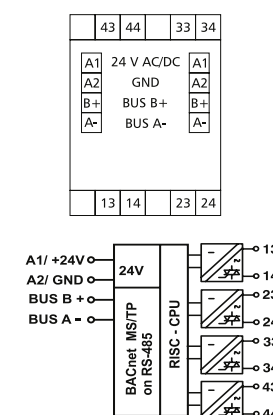 43 44 33 34
A1 24 V AC/DC A1
A2 GND A2
B+ BUS B+ B+
A- BUS A- A-
13 14 23 24
A1/ +24V
A2/ GND
BUS B +
BUS A -
24V
BACnet MS/TP
on RS-485
RISC - CPU
13
14
23
24
33
34
43
44